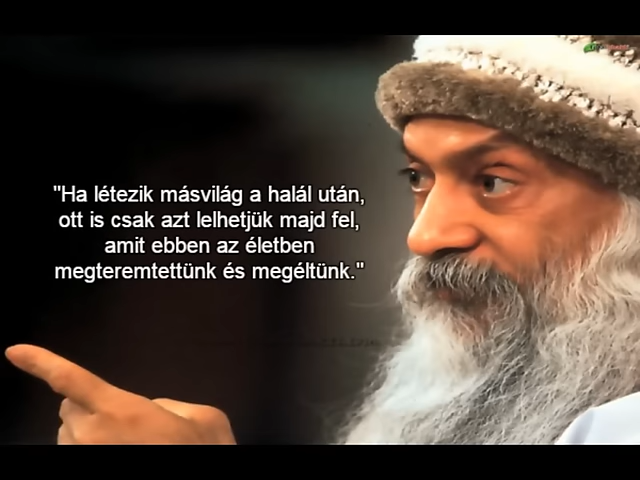 "Ha létezik másvilág a halál után,
ott is csak azt lelhetjük majd fel,
amit ebben az életben
megteremtettünk és megéltünk."